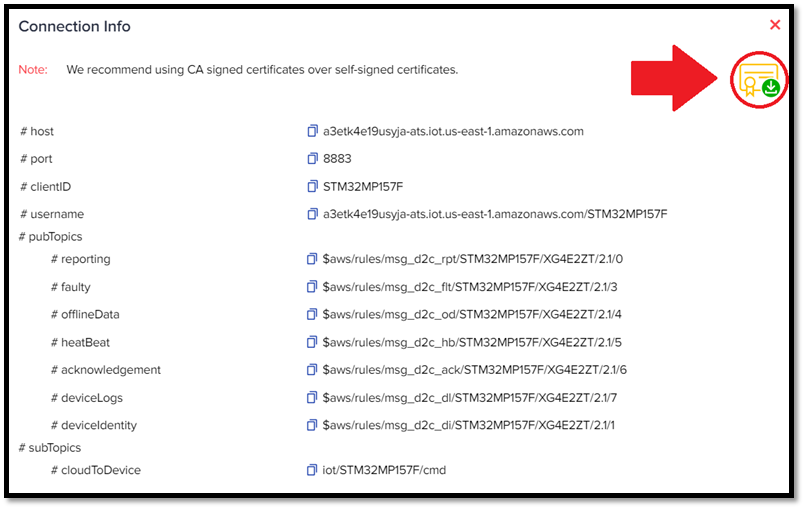 Connection Info
Note: We recommend using CA signed certificates over self-signed certificates.
# host a3etk4e19usyja-ats.iot.us-east-1.amazonaws.com
# port 8883
# clientID STM32MP157F
# username a3etk4e19usyja-ats.iot.us-east-1.amazonaws.com/STM32MP157F
# pubTopics
# reporting $aws/rules/msg_d2c_rpt/STM32MP157F/XG4E2ZT/2.1/0
# faulty $aws/rules/msg_d2c_flt/STM32MP157F/XG4E2ZT/2.1/3
# offlineData $aws/rules/msg_d2c_od/STM32MP157F/XG4E2ZT/2.1/4
# heatBeat $aws/rules/msg_d2c_hb/STM32MP157F/XG4E2ZT/2.1/5
# acknowledgement $aws/rules/msg_d2c_ack/STM32MP157F/XG4E2ZT/2.1/6
# deviceLogs $aws/rules/msg_d2c_dl/STM32MP157F/XG4E2ZT/2.1/7
# deviceIdentity $aws/rules/msg_d2c_di/STM32MP157F/XG4E2ZT/2.1/1
# subTopics
# cloudToDevice iot/STM32MP157F/cmd